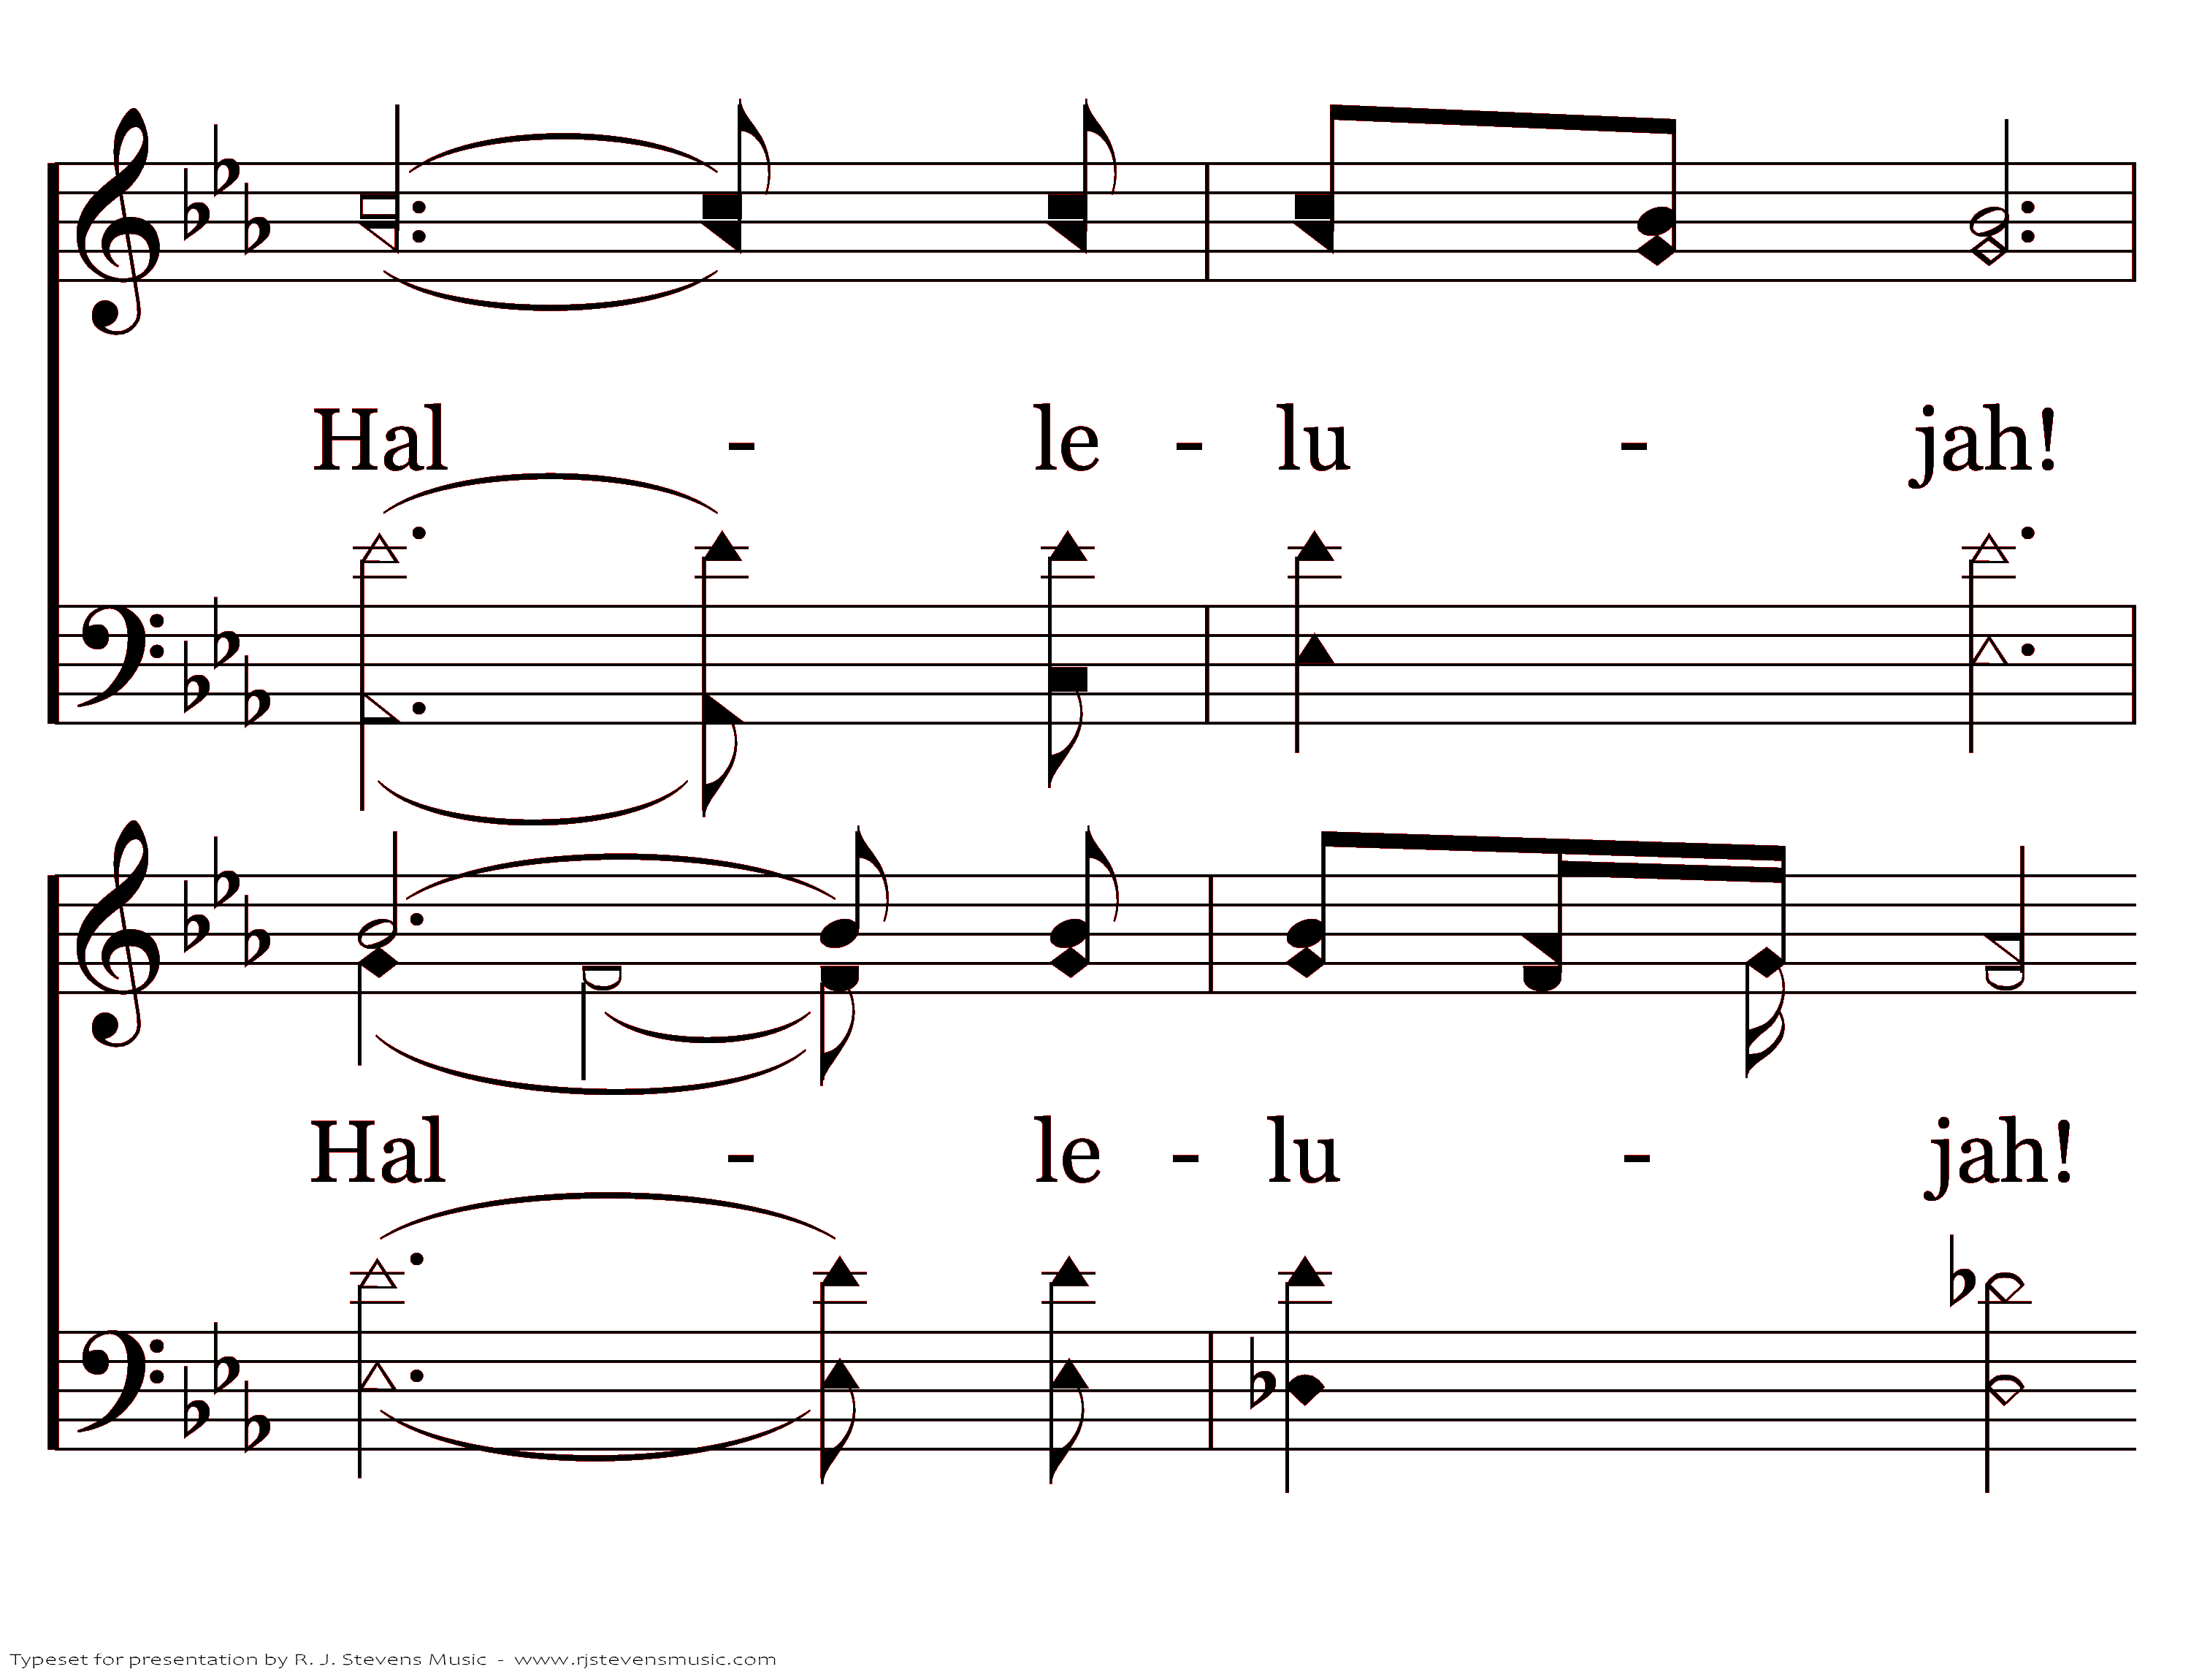 Hal - le - lu - jah!
Hal - le - lu - jah!
Typeset for presentation by R. J. Stevens Music - www.rjstevensmusic.com